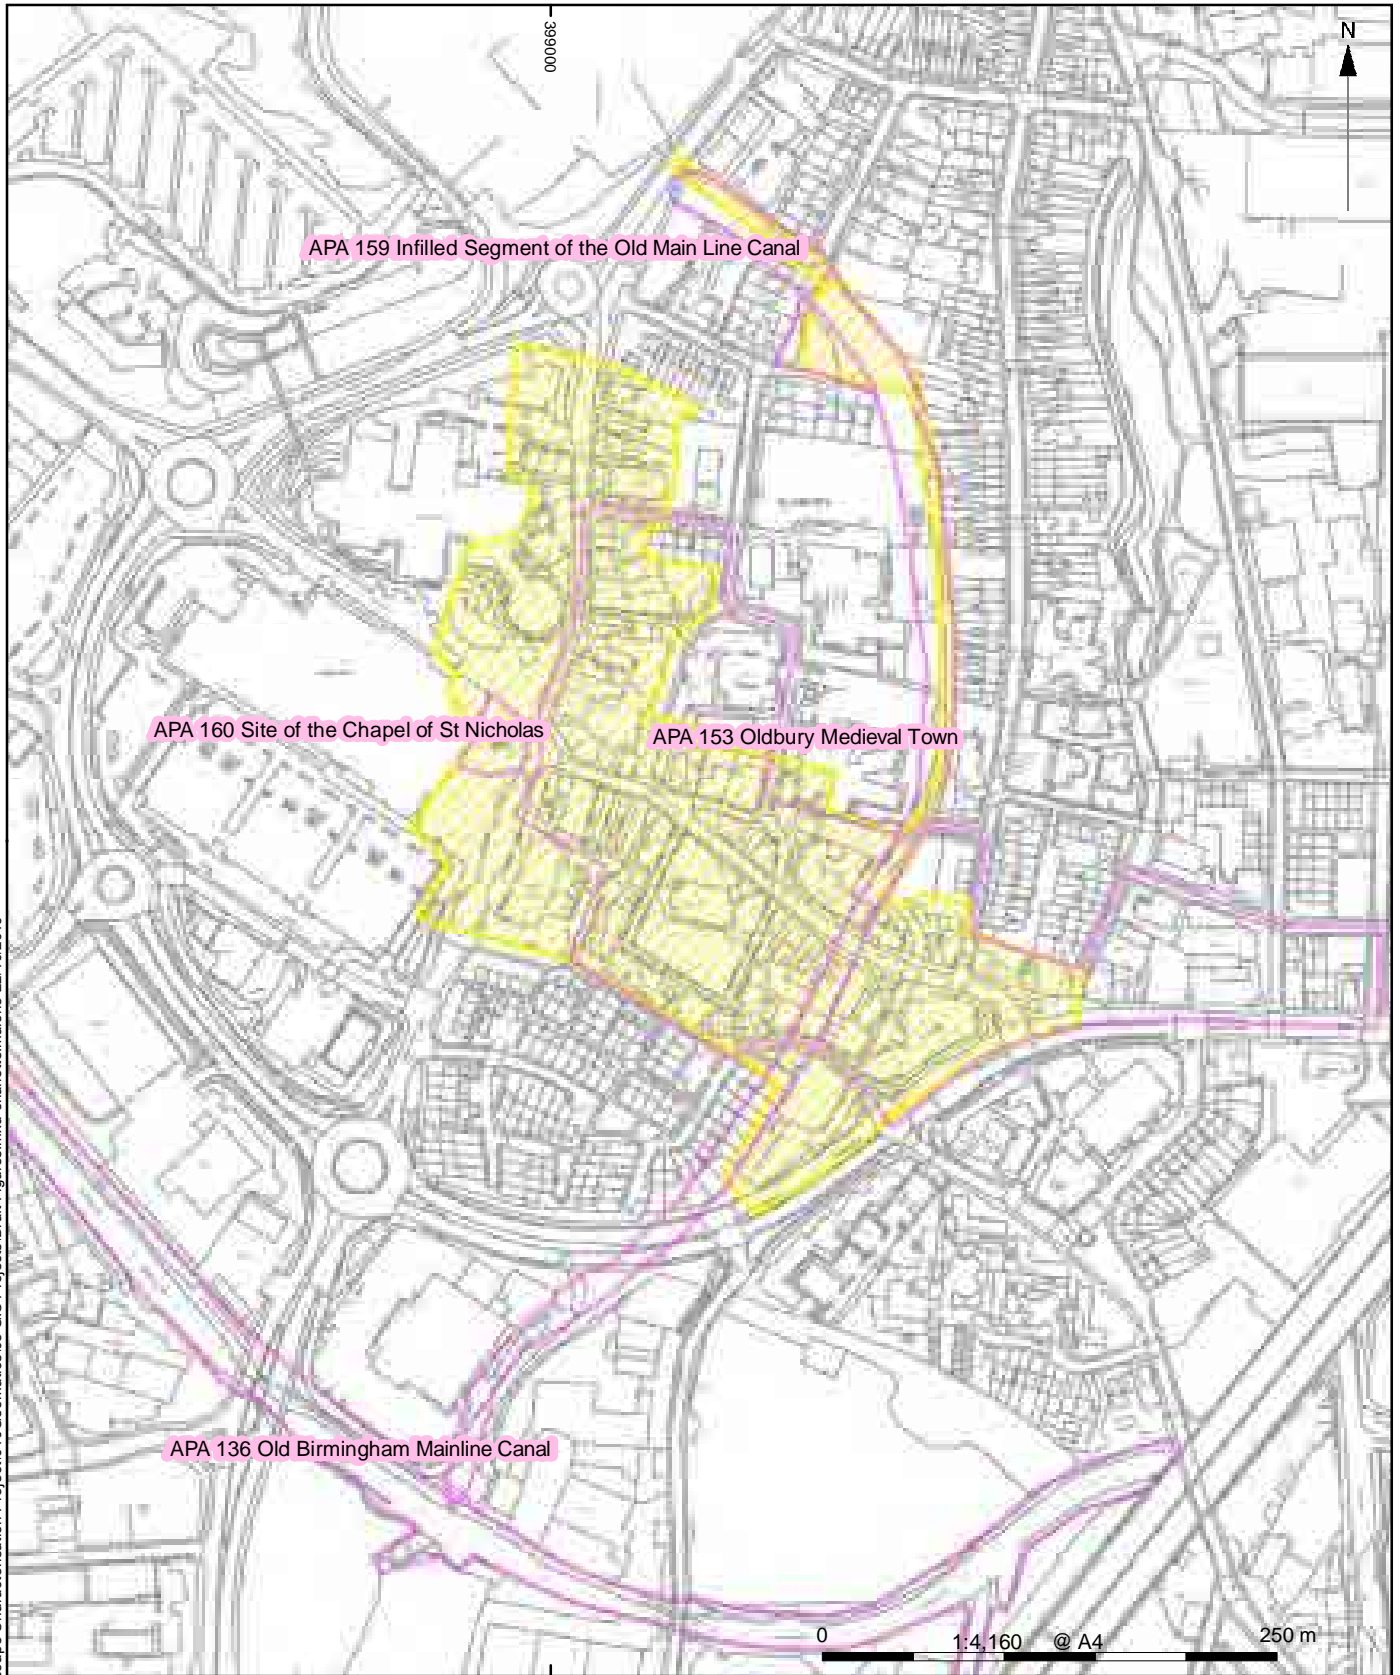 399000
N
APA 159 Infilled Segment of the Old Main Line Canal
APA 160 Site of the Chapel of St Nicholas
APA 153 Oldbury Medieval Town
APA 136 Old Birmingham Mainline Canal
0 1:4,160 @ A4 250 m